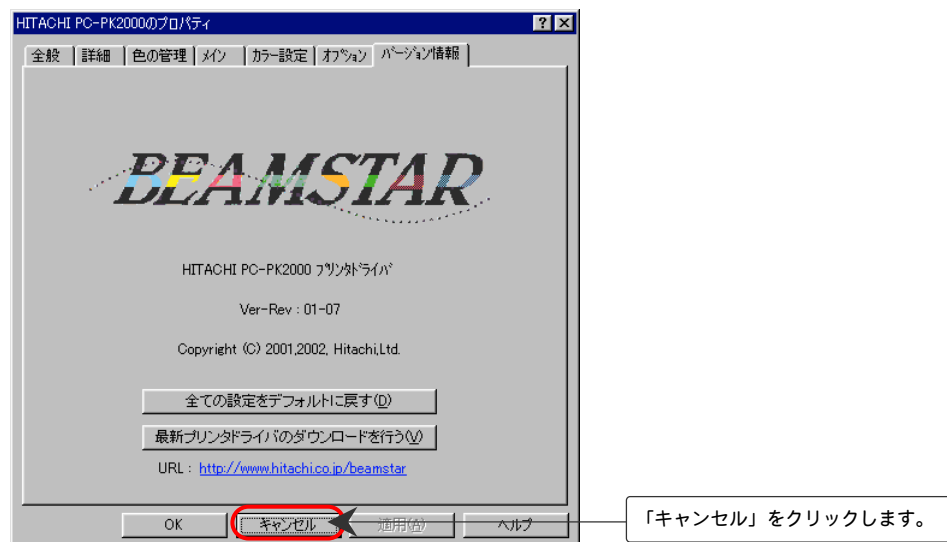 HITACHI PC-PK2000のプロパティ
全般 詳細 色の管理 メイン カラー設定 オプション バージョン情報
BEAMSTAR
HITACHI PC-PK2000 プリンタドライバ
Ver-Rev : 01-07
Copyright (C) 2001,2002, Hitachi,Ltd.
全ての設定をデフォルトに戻す(D)
最新プリンタドライバのダウンロードを行う(V)
URL : http://www.hitachi.co.jp/beamstar
OK キャンセル 適用(A) ヘルプ
「キャンセル」をクリックします。